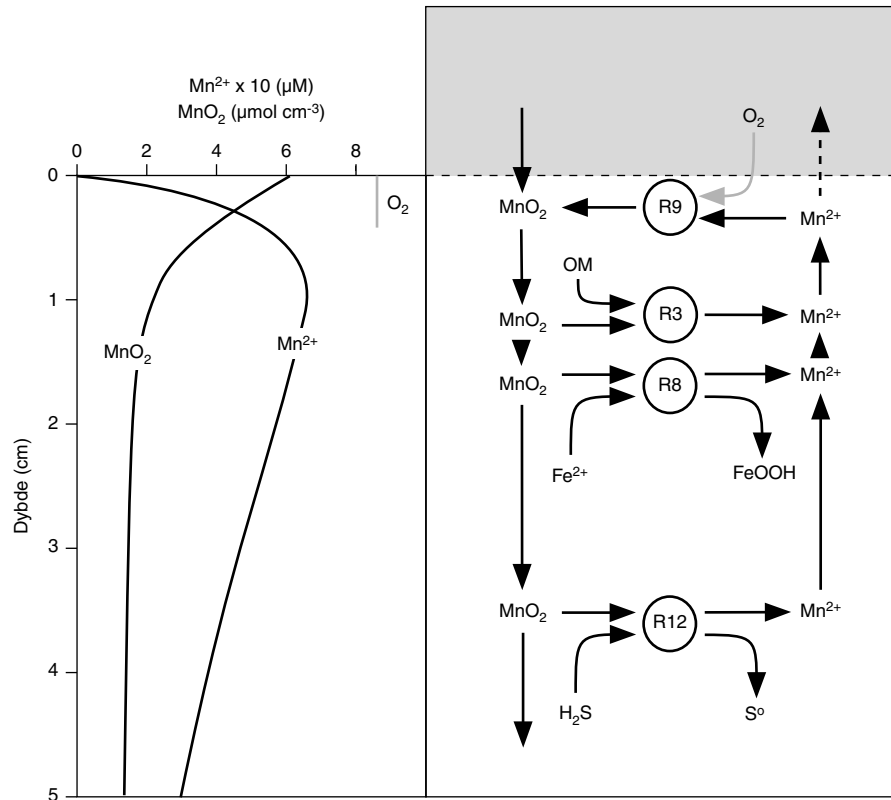 Mn²⁺ x 10 (µM)
MnO₂ (µmol cm⁻³)
0 2 4 6 8
0
1
2
3
4
5
Dybde (cm)
O₂
MnO₂
Mn²⁺
O₂
MnO₂
R9
Mn²⁺
OM
MnO₂
R3
Mn²⁺
MnO₂
R8
Mn²⁺
Fe²⁺
FeOOH
MnO₂
R12
Mn²⁺
H₂S
S⁰